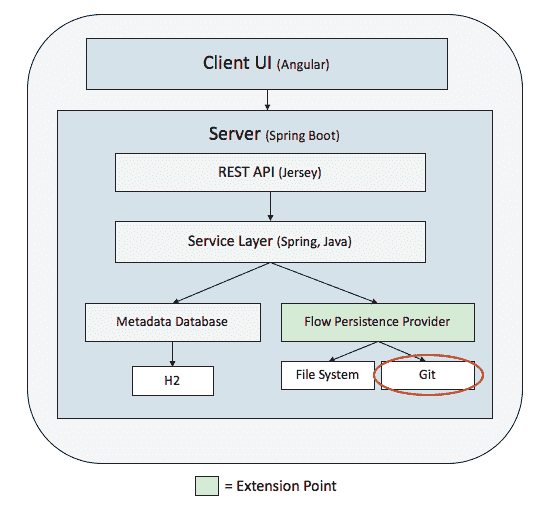 Client UI (Angular)
Server (Spring Boot)
REST API (Jersey)
Service Layer (Spring, Java)
Metadata Database
Flow Persistence Provider
H2
File System
Git
= Extension Point